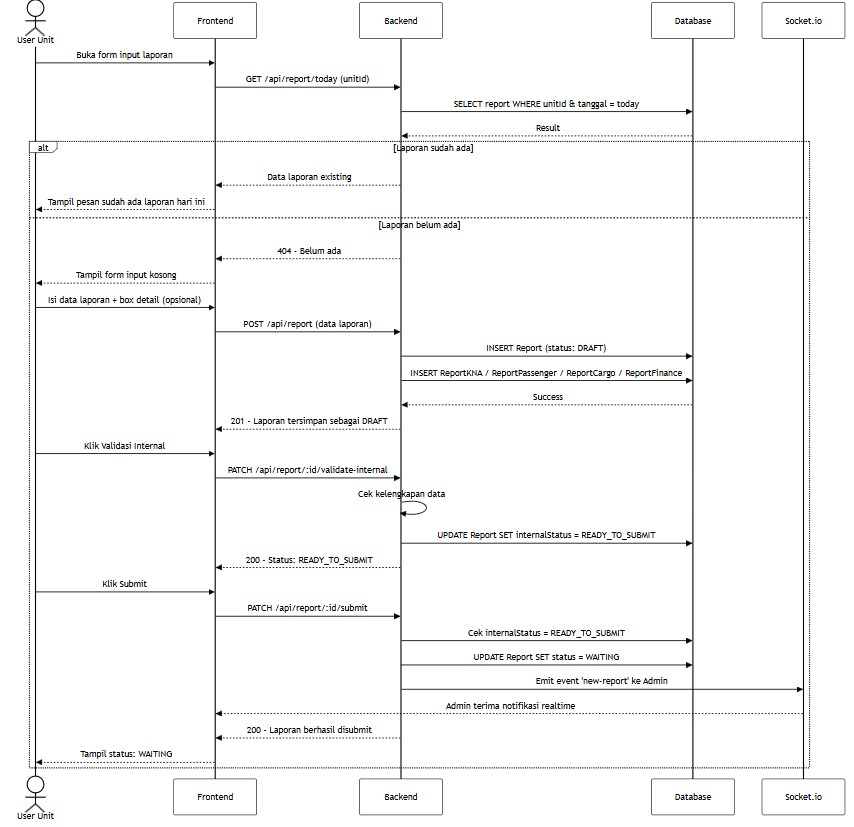 Frontend
Backend
Database
Socket.io
User Unit
Buka form input laporan
GET /api/report/today (unitId)
SELECT report WHERE unitId & tanggal = today
Result
alt
[Laporan sudah ada]
Data laporan existing
Tampil pesan sudah ada laporan hari ini
[Laporan belum ada]
404 - Belum ada
Tampil form input kosong
Isi data laporan + box detail (opsional)
POST /api/report (data laporan)
INSERT Report (status: DRAFT)
INSERT ReportKNA / ReportPassenger / ReportCargo / ReportFinance
Success
201 - Laporan tersimpan sebagai DRAFT
Klik Validasi Internal
PATCH /api/report/:id/validate-internal
Cek kelengkapan data
UPDATE Report SET internalStatus = READY_TO_SUBMIT
200 - Status: READY_TO_SUBMIT
Klik Submit
PATCH /api/report/:id/submit
Cek internalStatus = READY_TO_SUBMIT
UPDATE Report SET status = WAITING
Emit event 'new-report' ke Admin
Admin terima notifikasi realtime
200 - Laporan berhasil disubmit
Tampil status: WAITING
Frontend
Backend
Database
Socket.io
User Unit